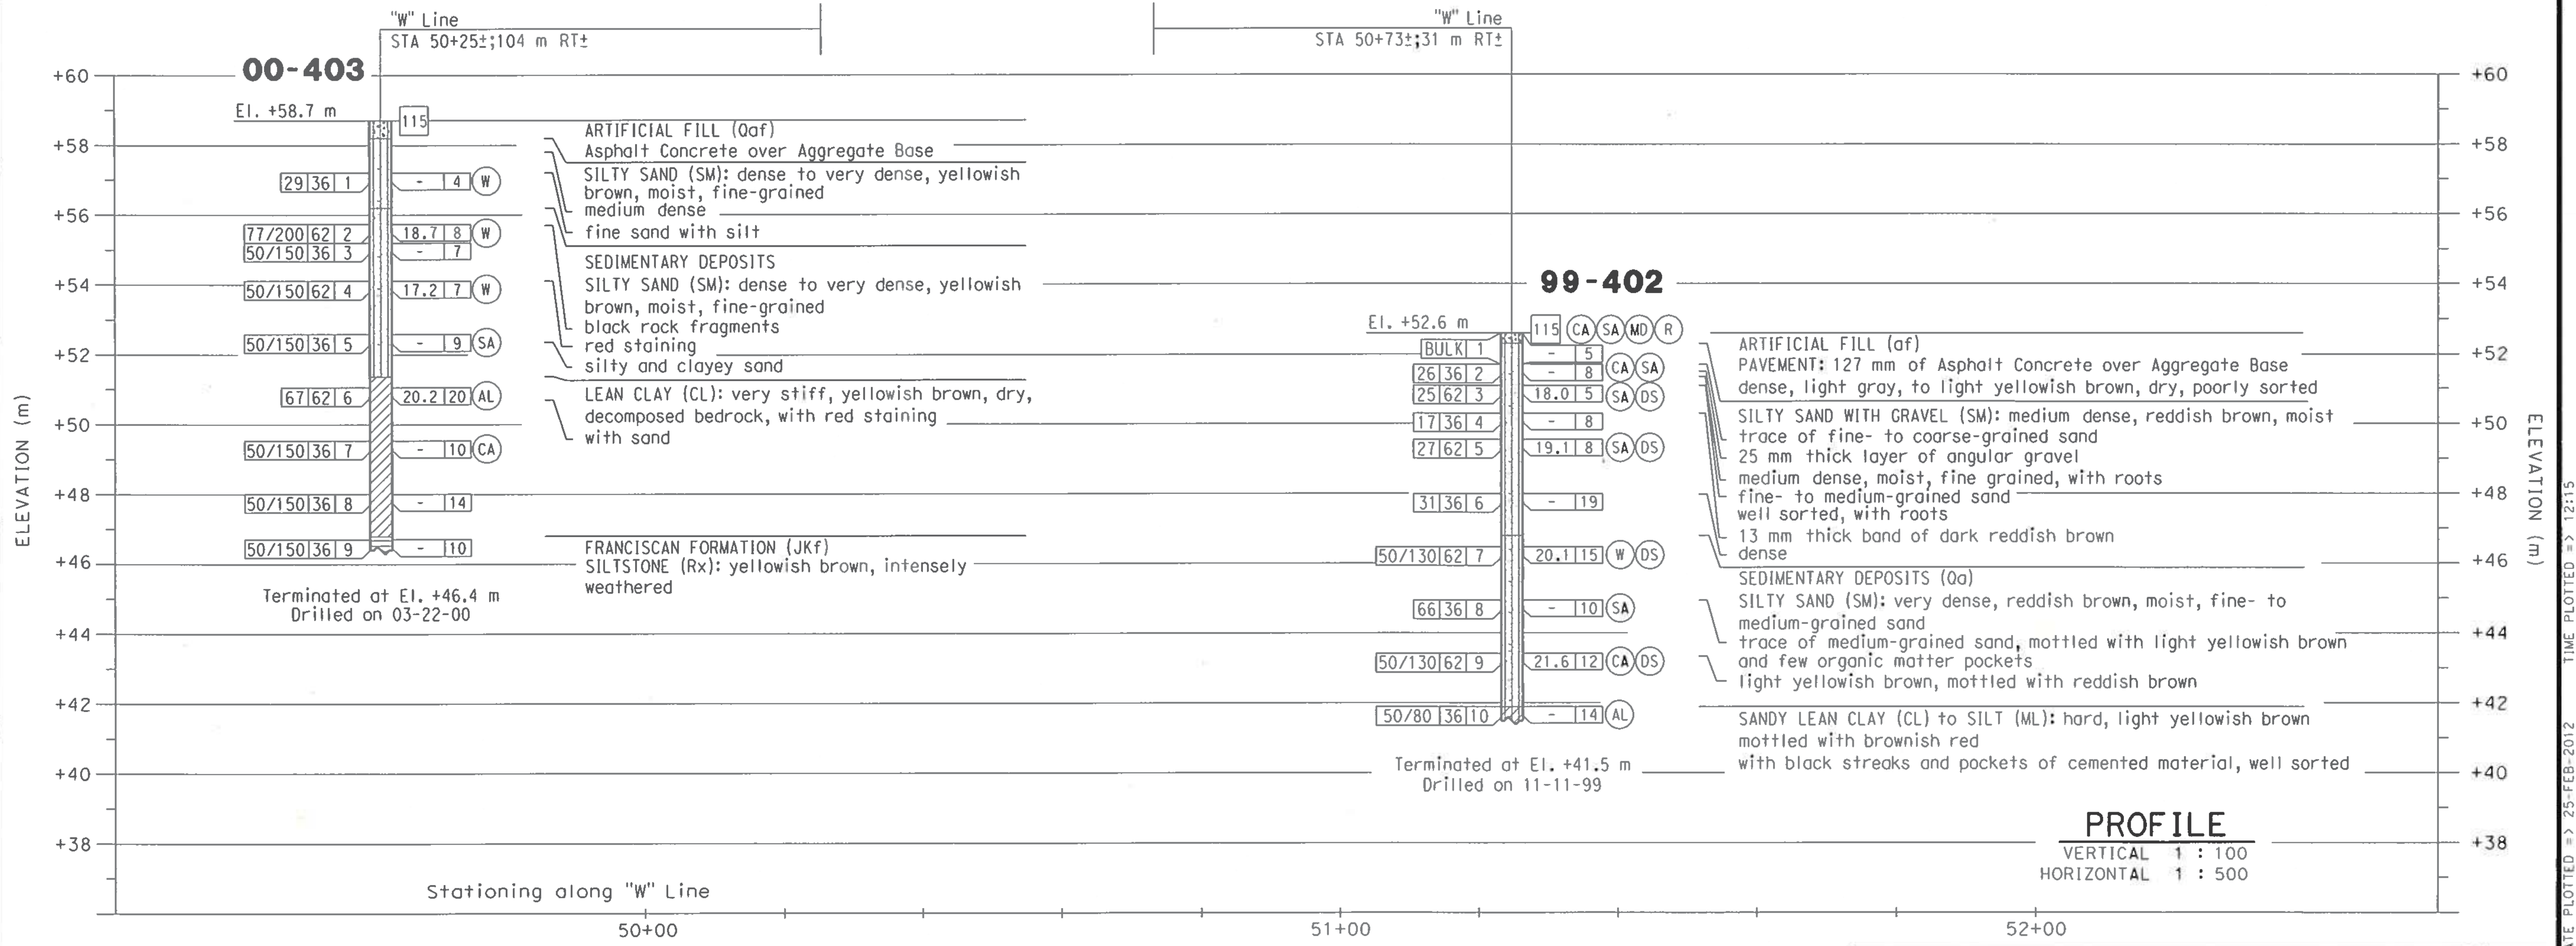 "W" Line
STA 50+25±;104 m RT±
"W" Line
STA 50+73±;31 m RT±
ELEVATION (m)
+60
+58
+56
+54
+52
+50
+48
+46
+44
+42
+40
+38
00-403
El. +58.7 m
115
29 36 1 - 4 W
77/200 62 2 18.7 8 W
50/150 36 3 - 7
50/150 62 4 17.2 7 W
50/150 36 5 - 9 SA
67 62 6 20.2 20 AL
50/150 36 7 - 10 CA
50/150 36 8 - 14
50/150 36 9 - 10
Terminated at El. +46.4 m
Drilled on 03-22-00
ARTIFICIAL FILL (Qaf)
Asphalt Concrete over Aggregate Base
SILTY SAND (SM): dense to very dense, yellowish
brown, moist, fine-grained
medium dense
fine sand with silt
SEDIMENTARY DEPOSITS
SILTY SAND (SM): dense to very dense, yellowish
brown, moist, fine-grained
black rock fragments
red staining
silty and clayey sand
LEAN CLAY (CL): very stiff, yellowish brown, dry,
decomposed bedrock, with red staining
with sand
FRANCISCAN FORMATION (JKf)
SILTSTONE (Rx): yellowish brown, intensely
weathered
99-402
El. +52.6 m
115 CA SA MD R
BULK 1 - 5
26 36 2 - 8 CA SA
25 62 3 18.0 5 SA DS
17 36 4 - 8
27 62 5 19.1 8 SA DS
31 36 6 - 19
50/130 62 7 20.1 15 W DS
66 36 8 - 10 SA
50/130 62 9 21.6 12 CA DS
50/80 36 10 - 14 AL
Terminated at El. +41.5 m
Drilled on 11-11-99
ARTIFICIAL FILL (af)
PAVEMENT: 127 mm of Asphalt Concrete over Aggregate Base
dense, light gray, to light yellowish brown, dry, poorly sorted
SILTY SAND WITH GRAVEL (SM): medium dense, reddish brown, moist
trace of fine- to coarse-grained sand
25 mm thick layer of angular gravel
medium dense, moist, fine grained, with roots
fine- to medium-grained sand
well sorted, with roots
13 mm thick band of dark reddish brown
dense
SEDIMENTARY DEPOSITS (Qa)
SILTY SAND (SM): very dense, reddish brown, moist, fine- to
medium-grained sand
trace of medium-grained sand, mottled with light yellowish brown
and few organic matter pockets
light yellowish brown, mottled with reddish brown
SANDY LEAN CLAY (CL) to SILT (ML): hard, light yellowish brown
mottled with brownish red
with black streaks and pockets of cemented material, well sorted
+60
+58
+56
+54
+52
+50
+48
+46
+44
+42
+40
+38
ELEVATION (m)
PROFILE
VERTICAL 1 : 100
HORIZONTAL 1 : 500
Stationing along "W" Line
50+00
51+00
52+00
PLOTTED => 25-FEB-2012
TIME PLOTTED => 12:15